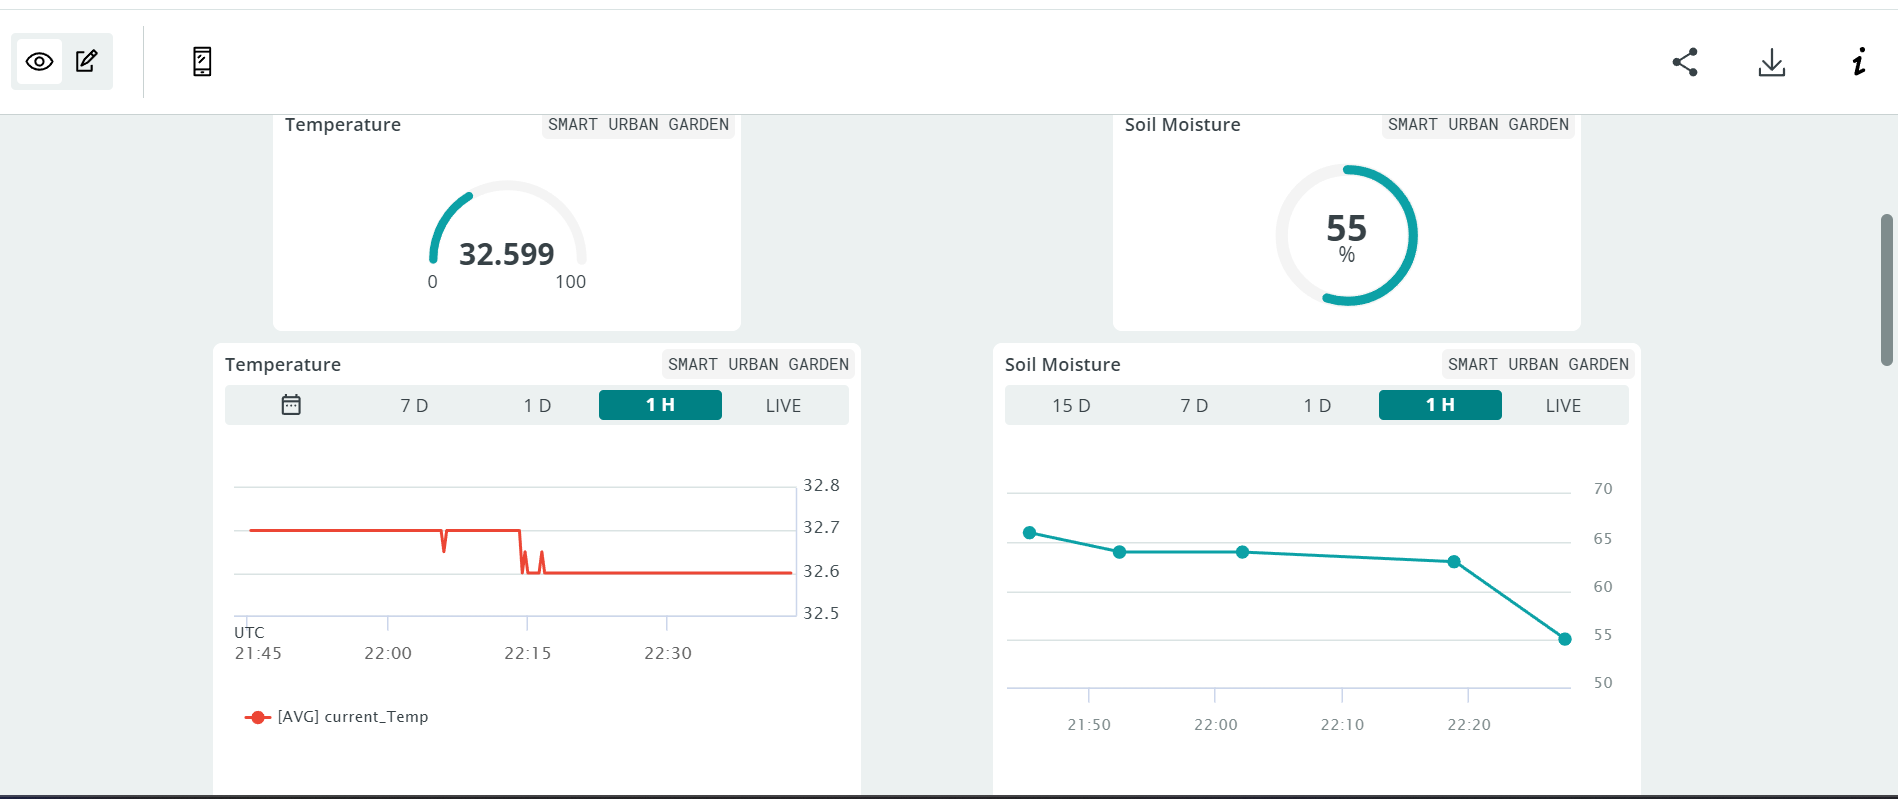 Temperature SMART URBAN GARDEN
32.599
0 100
Soil Moisture SMART URBAN GARDEN
55
%
Temperature SMART URBAN GARDEN
7 D 1 D 1 H LIVE
32.8
32.7
32.6
32.5
UTC
21:45 22:00 22:15 22:30
[AVG] current_Temp
Soil Moisture SMART URBAN GARDEN
15 D 7 D 1 D 1 H LIVE
70
65
60
55
50
21:50 22:00 22:10 22:20